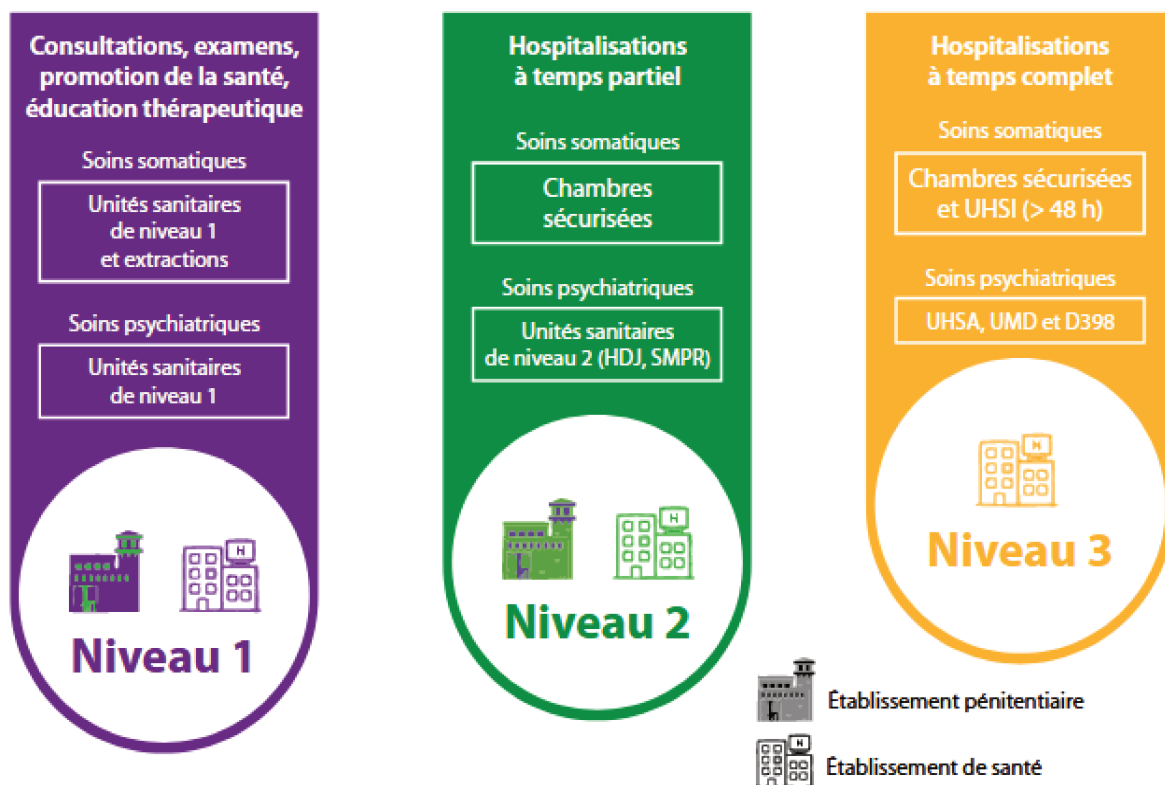 Consultations, examens,
promotion de la santé,
éducation thérapeutique
Soins somatiques
Unités sanitaires
de niveau 1
et extractions
Soins psychiatriques
Unités sanitaires
de niveau 1
H
Niveau 1
Hospitalisations
à temps partiel
Soins somatiques
Chambres
sécurisées
Soins psychiatriques
Unités sanitaires
de niveau 2 (HDJ, SMPR)
H
Niveau 2
Hospitalisations
à temps complet
Soins somatiques
Chambres sécurisées
et UHSI (> 48 h)
Soins psychiatriques
UHSA, UMD et D398
H
Niveau 3
Établissement pénitentiaire
H
Établissement de santé